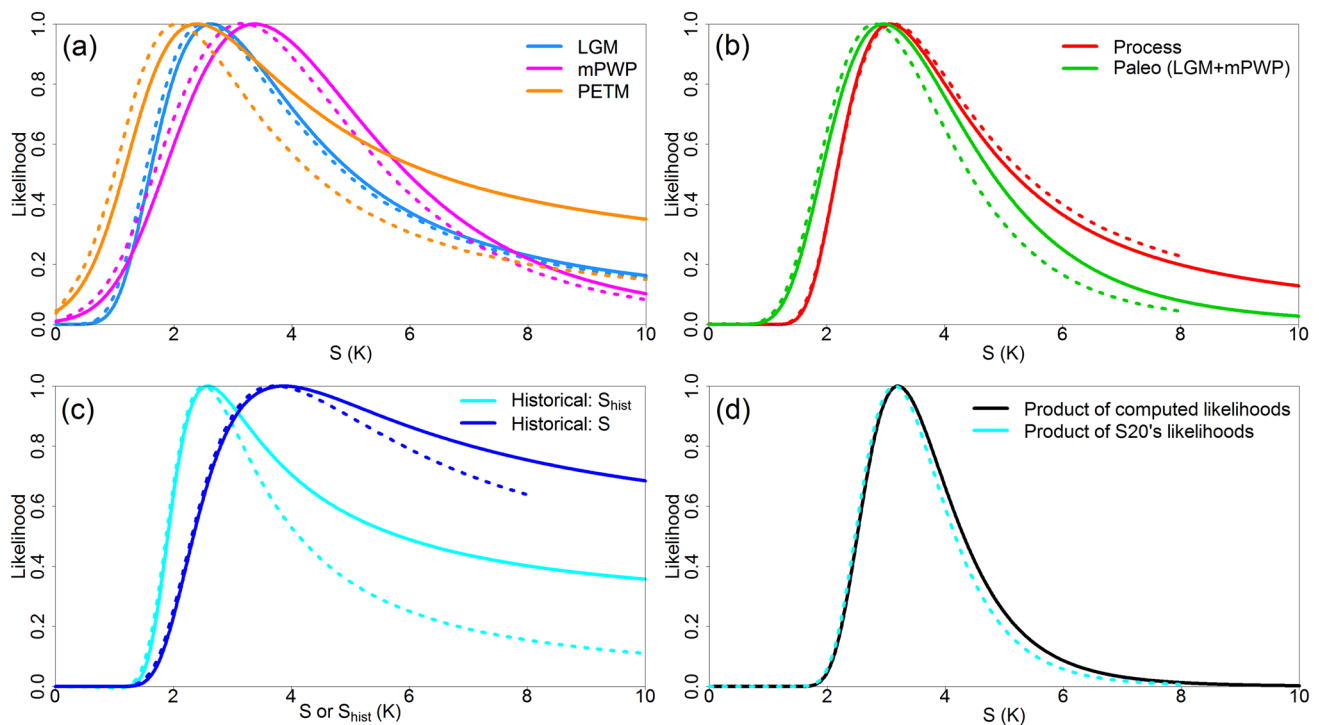 (a)
LGM
mPWP
PETM
Likelihood
0.0 0.2 0.4 0.6 0.8 1.0
0 2 4 6 8 10
S (K)
(b)
Process
Paleo (LGM+mPWP)
Likelihood
0.0 0.2 0.4 0.6 0.8 1.0
0 2 4 6 8 10
S (K)
(c)
Historical: S_hist
Historical: S
Likelihood
0.0 0.2 0.4 0.6 0.8 1.0
0 2 4 6 8 10
S or S_hist (K)
(d)
Product of computed likelihoods
Product of S20's likelihoods
Likelihood
0.0 0.2 0.4 0.6 0.8 1.0
0 2 4 6 8 10
S (K)